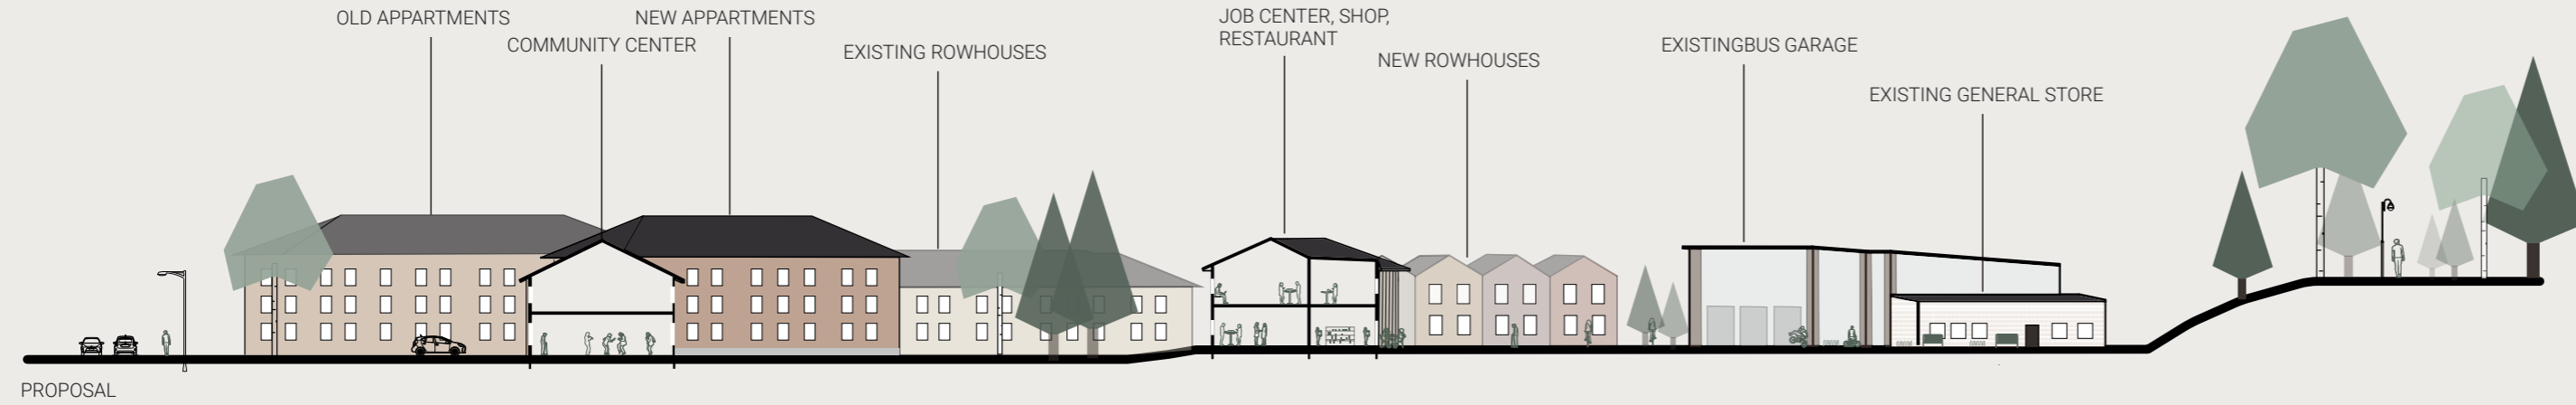 OLD APPARTMENTS
COMMUNITY CENTER
NEW APPARTMENTS
EXISTING ROWHOUSES
JOB CENTER, SHOP,
RESTAURANT
NEW ROWHOUSES
EXISTINGBUS GARAGE
EXISTING GENERAL STORE
PROPOSAL